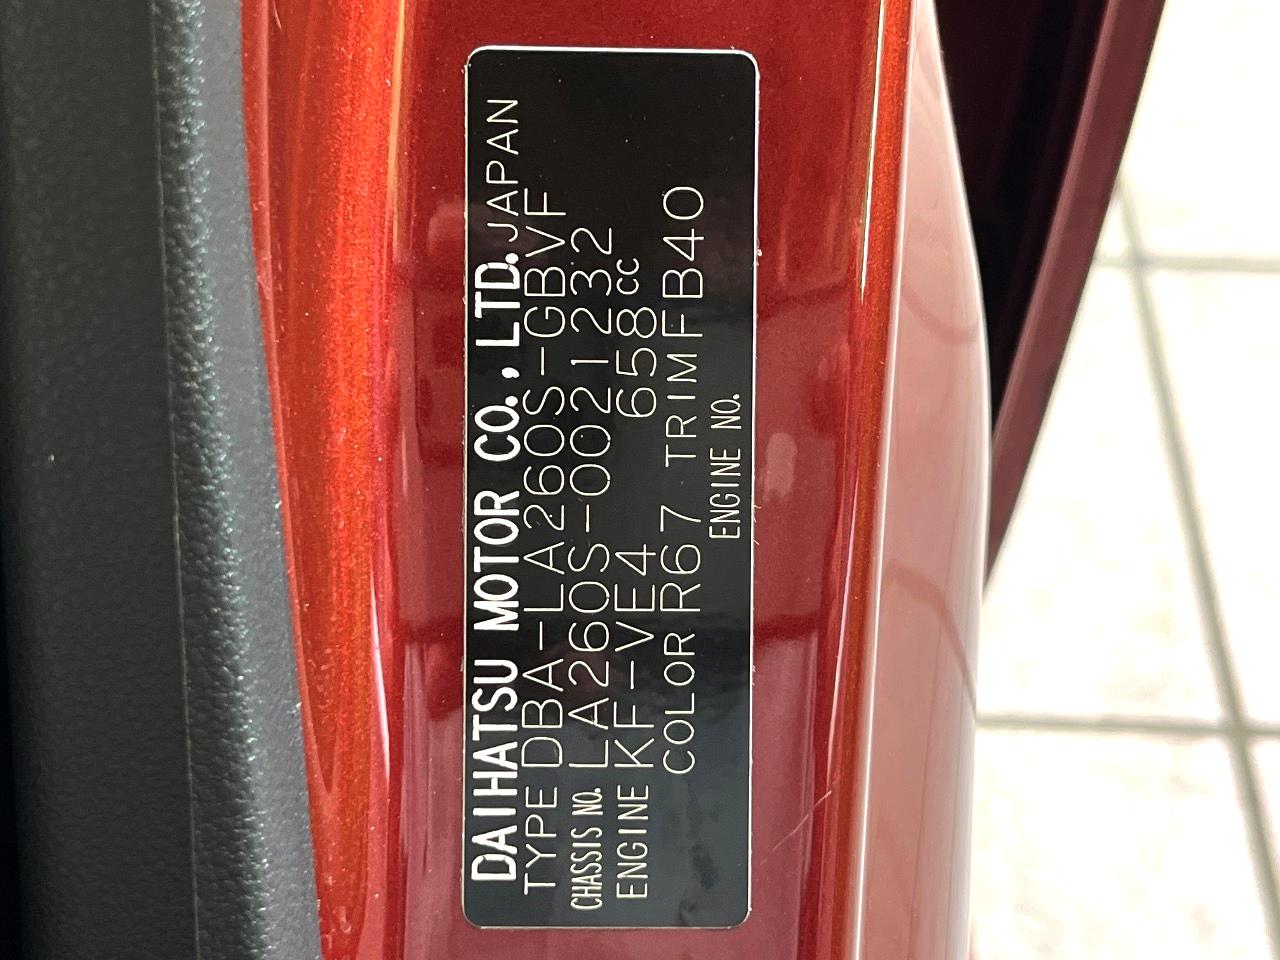 DAIHATSU MOTOR CO., LTD. JAPAN
TYPE DBA-LA260S-GBVF
CHASSIS NO. LA260S-0021232
ENGINE KF-VE4 658cc
COLOR R67 TRIM FB40
ENGINE NO.